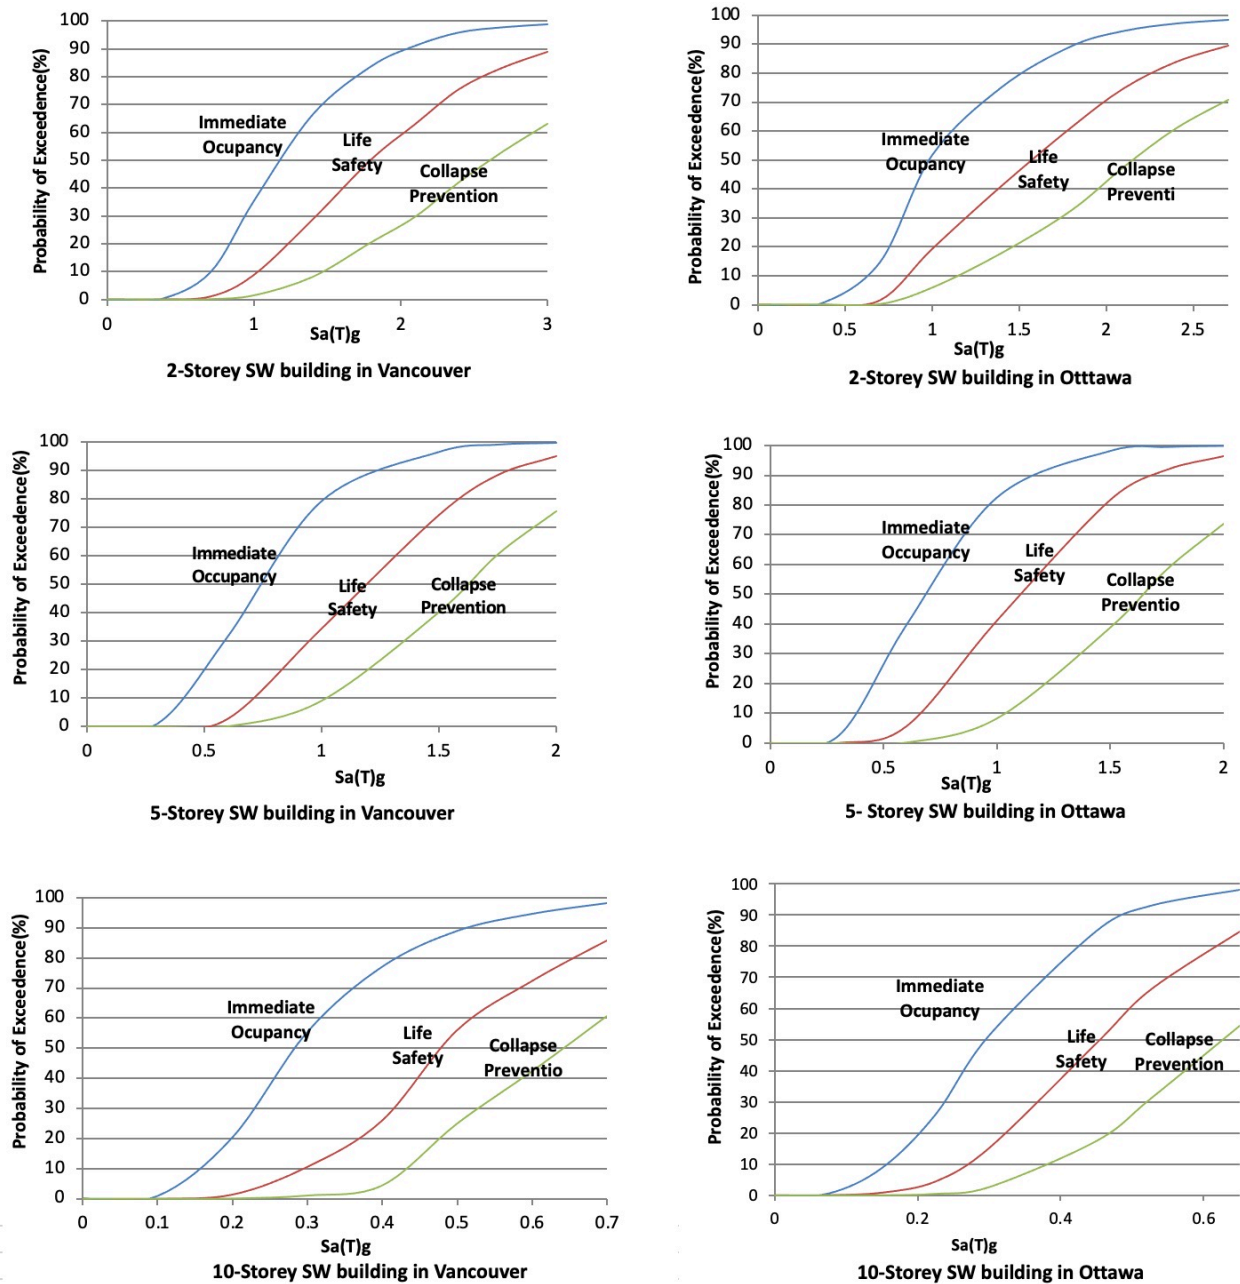 100
90
80
70
60
50
40
30
20
10
0
Probability of Exceedence(%)
Immediate
Ocupancy
Life
Safety
Collapse
Prevention
0 1 2 3
Sa(T)g
2-Storey SW building in Vancouver
100
90
80
70
60
50
40
30
20
10
0
Probability of Exceedence(%)
Immediate
Ocupancy
Life
Safety
Collapse
Preventi
0 0.5 1 1.5 2 2.5
Sa(T)g
2-Storey SW building in Otttawa
100
90
80
70
60
50
40
30
20
10
0
Probability of Exceedence(%)
Immediate
Occupancy
Life
Safety
Collapse
Prevention
0 0.5 1 1.5 2
Sa(T)g
5-Storey SW building in Vancouver
100
90
80
70
60
50
40
30
20
10
0
Probability of Exceedence(%)
Immediate
Occupancy
Life
Safety
Collapse
Preventio
0 0.5 1 1.5 2
Sa(T)g
5- Storey SW building in Ottawa
100
90
80
70
60
50
40
30
20
10
0
Probability of Exceedence(%)
Immediate
Ocupancy
Life
Safety
Collapse
Preventio
0 0.1 0.2 0.3 0.4 0.5 0.6 0.7
Sa(T)g
10-Storey SW building in Vancouver
100
90
80
70
60
50
40
30
20
10
0
Probability of Exceedence(%)
Immediate
Ocupancy
Life
Safety
Collapse
Prevention
0 0.2 0.4 0.6
Sa(T)g
10-Storey SW building in Ottawa